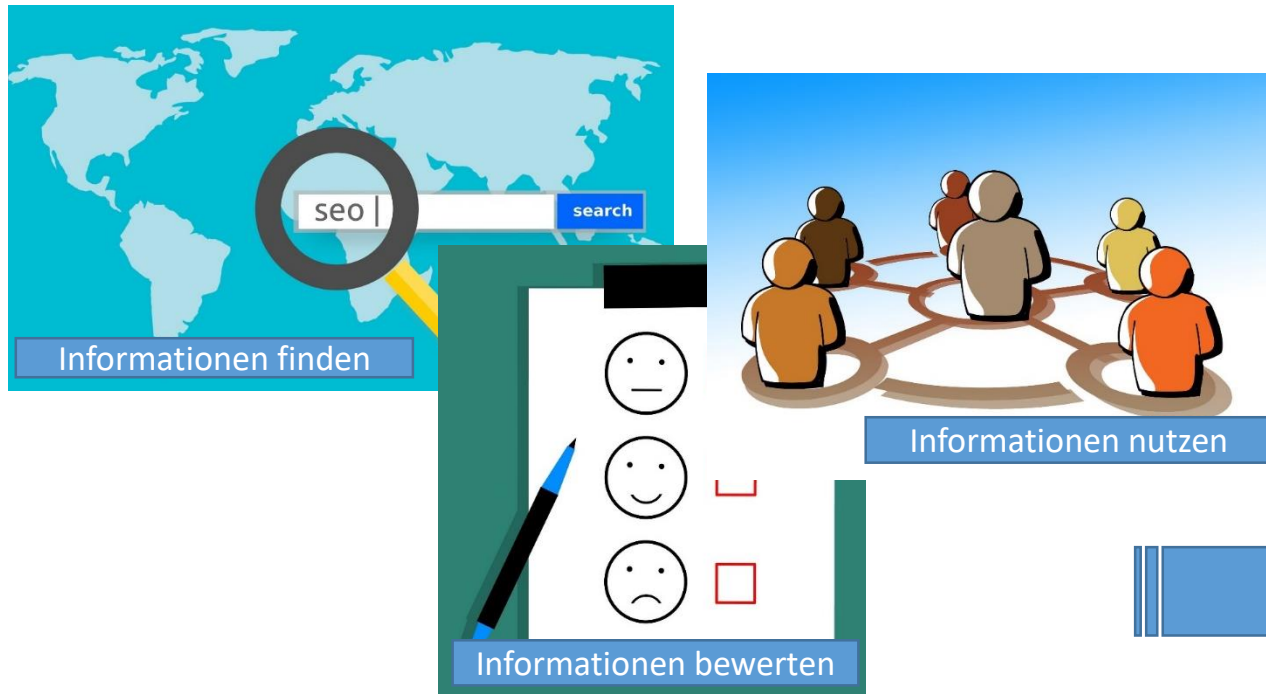 seo
search
Informationen finden
Informationen nutzen
Informationen bewerten